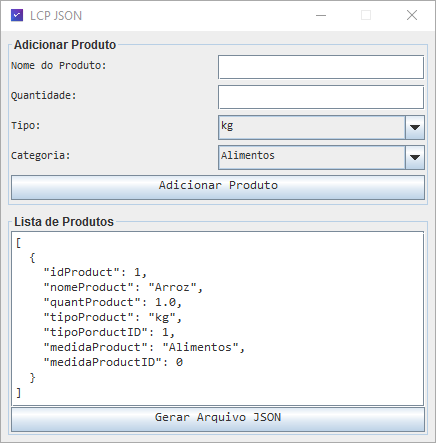 LCP JSON
Adicionar Produto
Nome do Produto:
Quantidade:
Tipo: kg
Categoria: Alimentos
Adicionar Produto
Lista de Produtos
[
  {
    "idProduct": 1,
    "nomeProduct": "Arroz",
    "quantProduct": 1.0,
    "tipoProduct": "kg",
    "tipoPorductID": 1,
    "medidaProduct": "Alimentos",
    "medidaProductID": 0
  }
]
Gerar Arquivo JSON